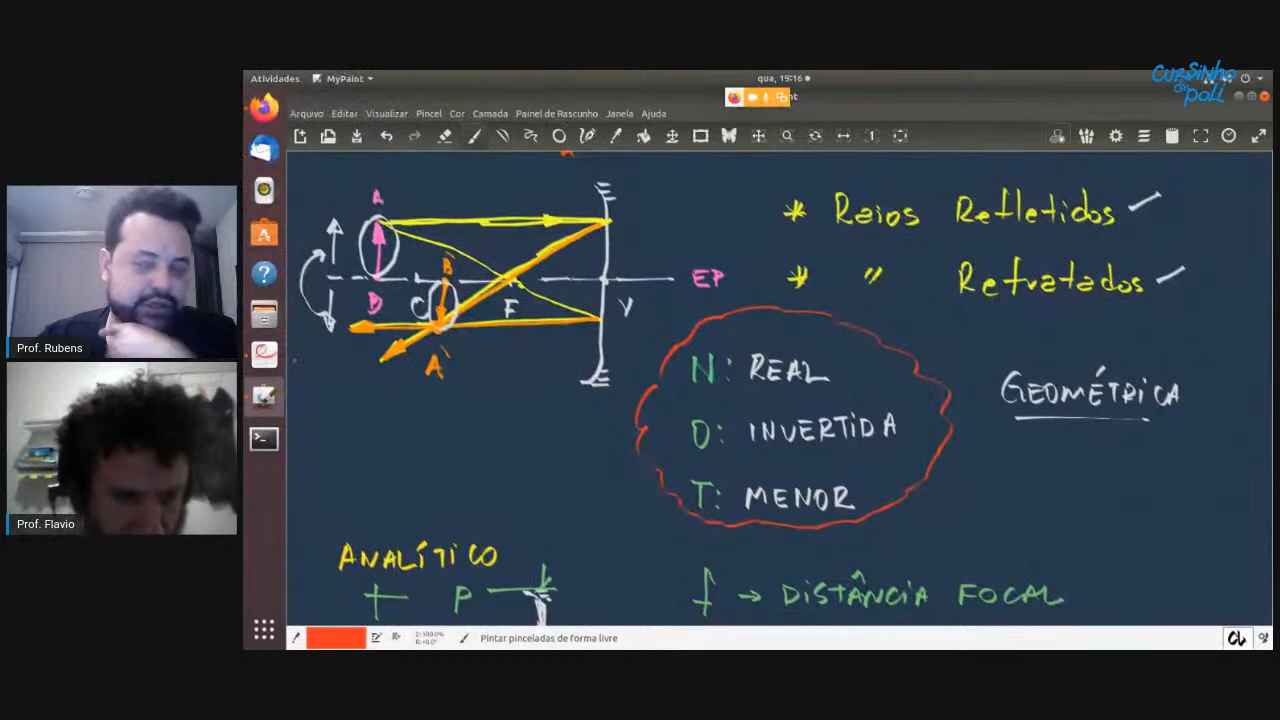 CURSINHO
da
POLI
Atividades MyPaint qua, 19:16
Arquivo Editar Visualizar Pincel Cor Camada Painel de Rascunho Janela Ajuda
A
B
B'
A'
C
F
V
EP
* Raios Refletidos
* " Refratados
N: REAL
O: INVERTIDA
T: MENOR
GEOMÉTRICA
ANALÍTICO
+ P
f → DISTÂNCIA FOCAL
Pintar pinceladas de forma livre
Prof. Rubens
Prof. Flavio